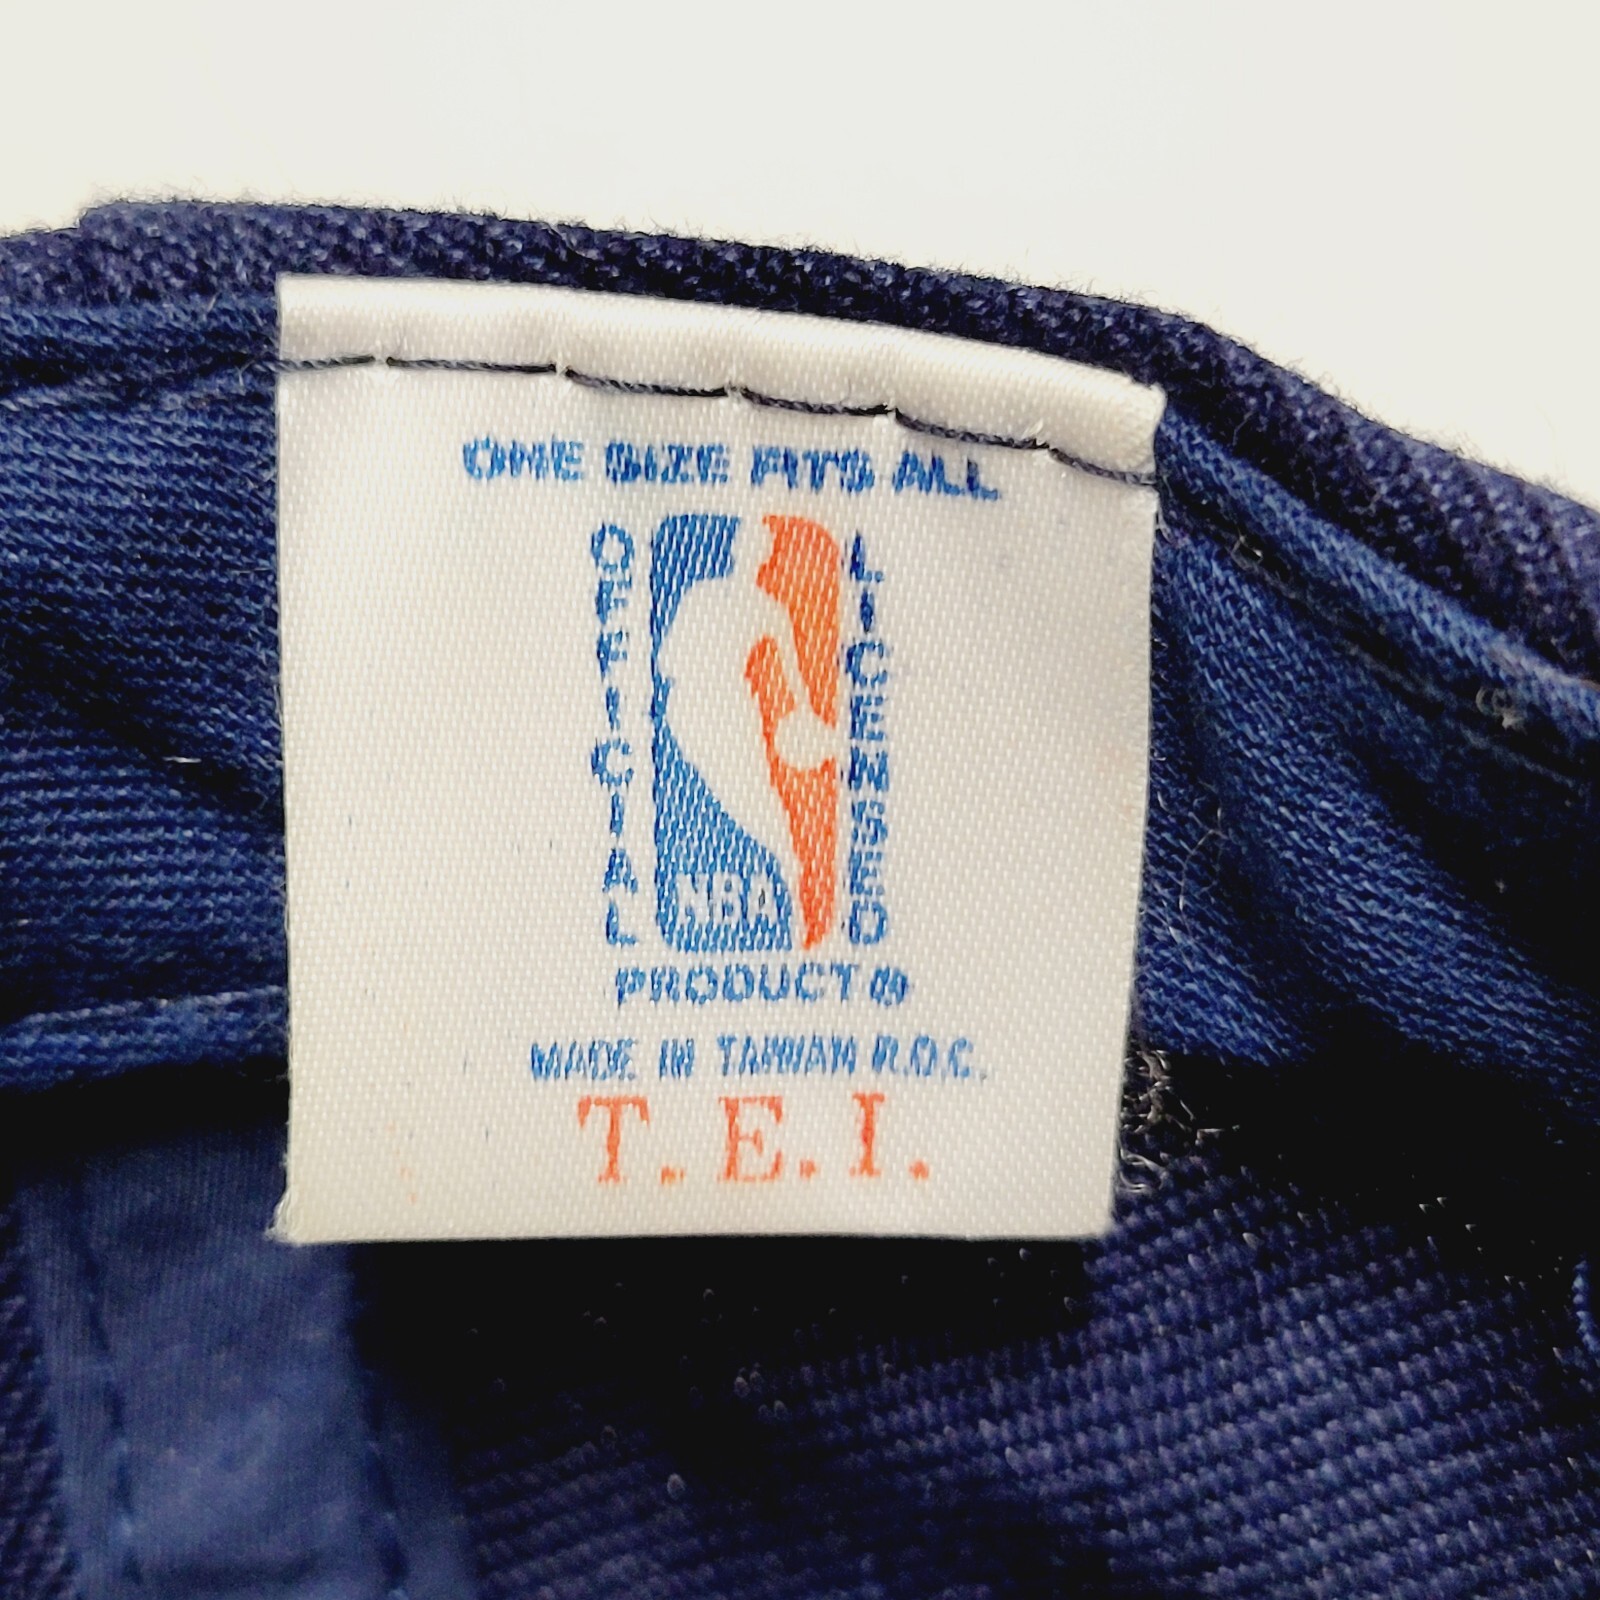 ONE SIZE FITS ALL
OFFICIAL
LICENSED
NBA
PRODUCT ®
MADE IN TAIWAN R.O.C.
T.E.I.